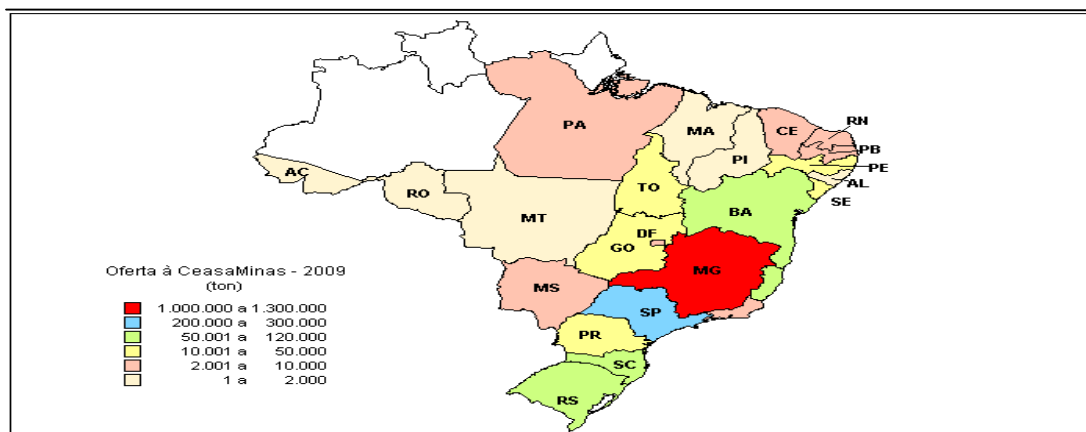 RN
PA
MA
CE
PB
PI
PE
AC
RO
TO
AL
SE
MT
BA
DF
GO
MG
Oferta à CeasaMinas - 2009
(ton)
MS
1.000.000 a 1.300.000
SP
200.000 a 300.000
50.001 a 120.000
PR
10.001 a 50.000
2.001 a 10.000
SC
1 a 2.000
RS